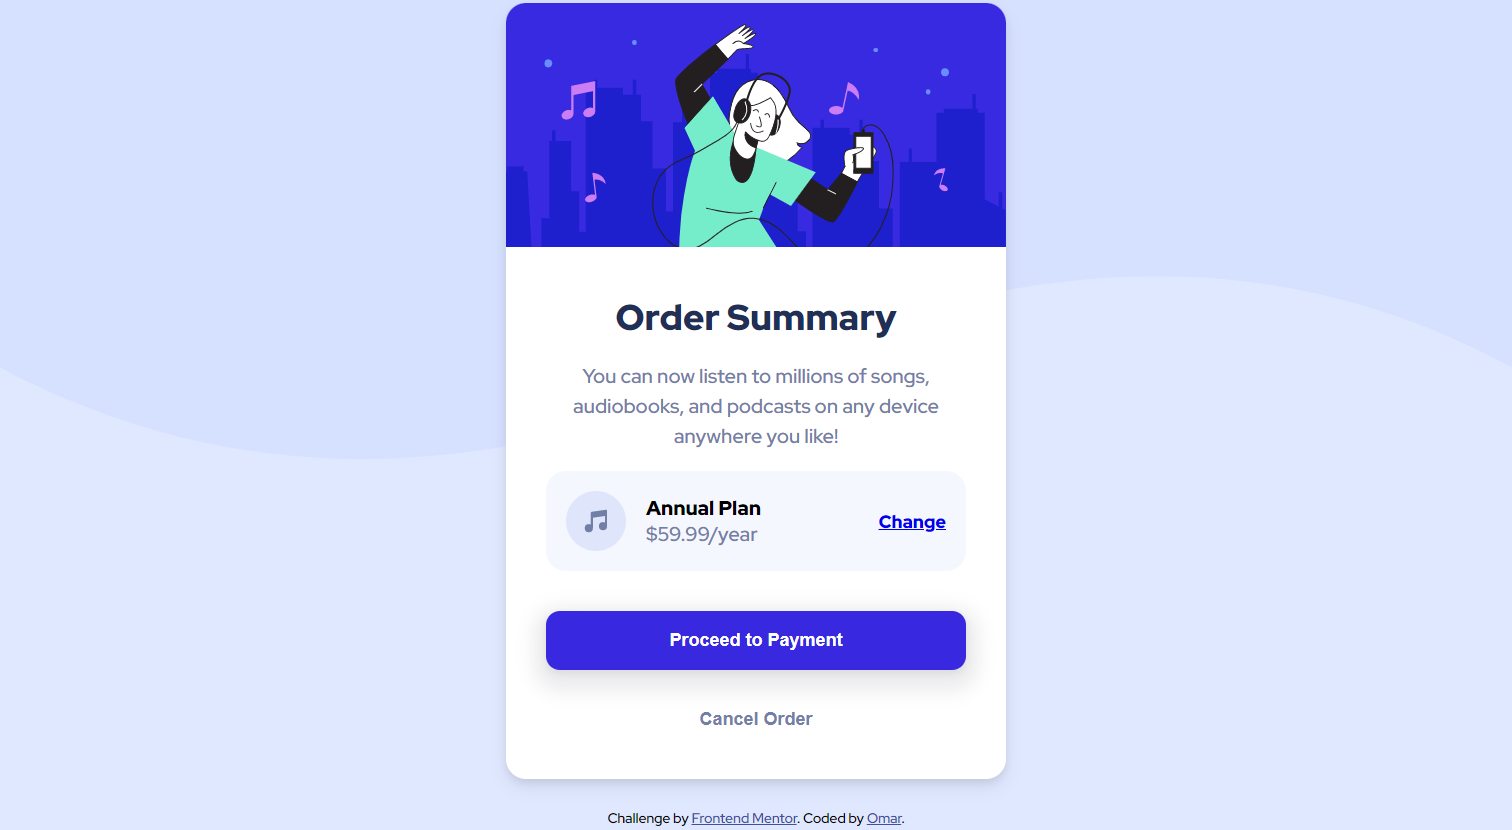 Order Summary
You can now listen to millions of songs,
audiobooks, and podcasts on any device
anywhere you like!
Annual Plan
$59.99/year
Change
Proceed to Payment
Cancel Order
Challenge by Frontend Mentor. Coded by Omar.